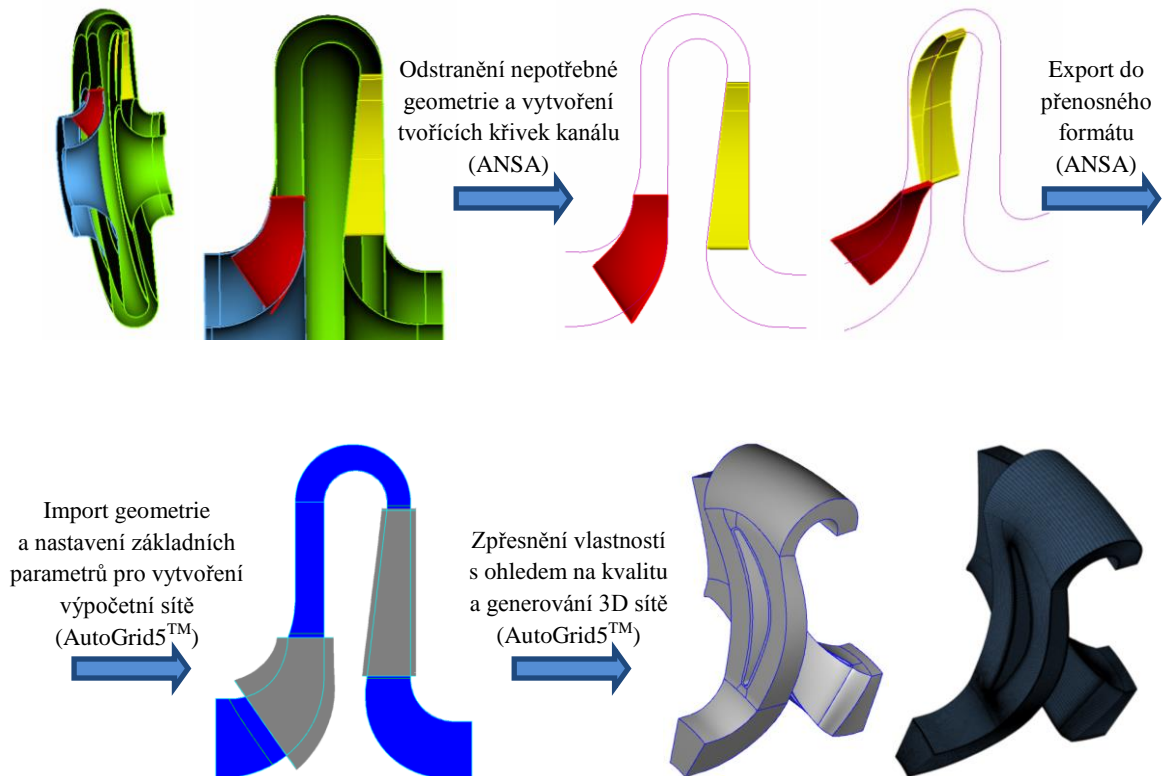 Odstranění nepotřebné
geometrie a vytvoření
tvořících křivek kanálu
(ANSA)
Export do
přenosného
formátu
(ANSA)
Import geometrie
a nastavení základních
parametrů pro vytvoření
výpočetní sítě
(AutoGrid5™)
Zpřesnění vlastností
s ohledem na kvalitu
a generování 3D sítě
(AutoGrid5™)